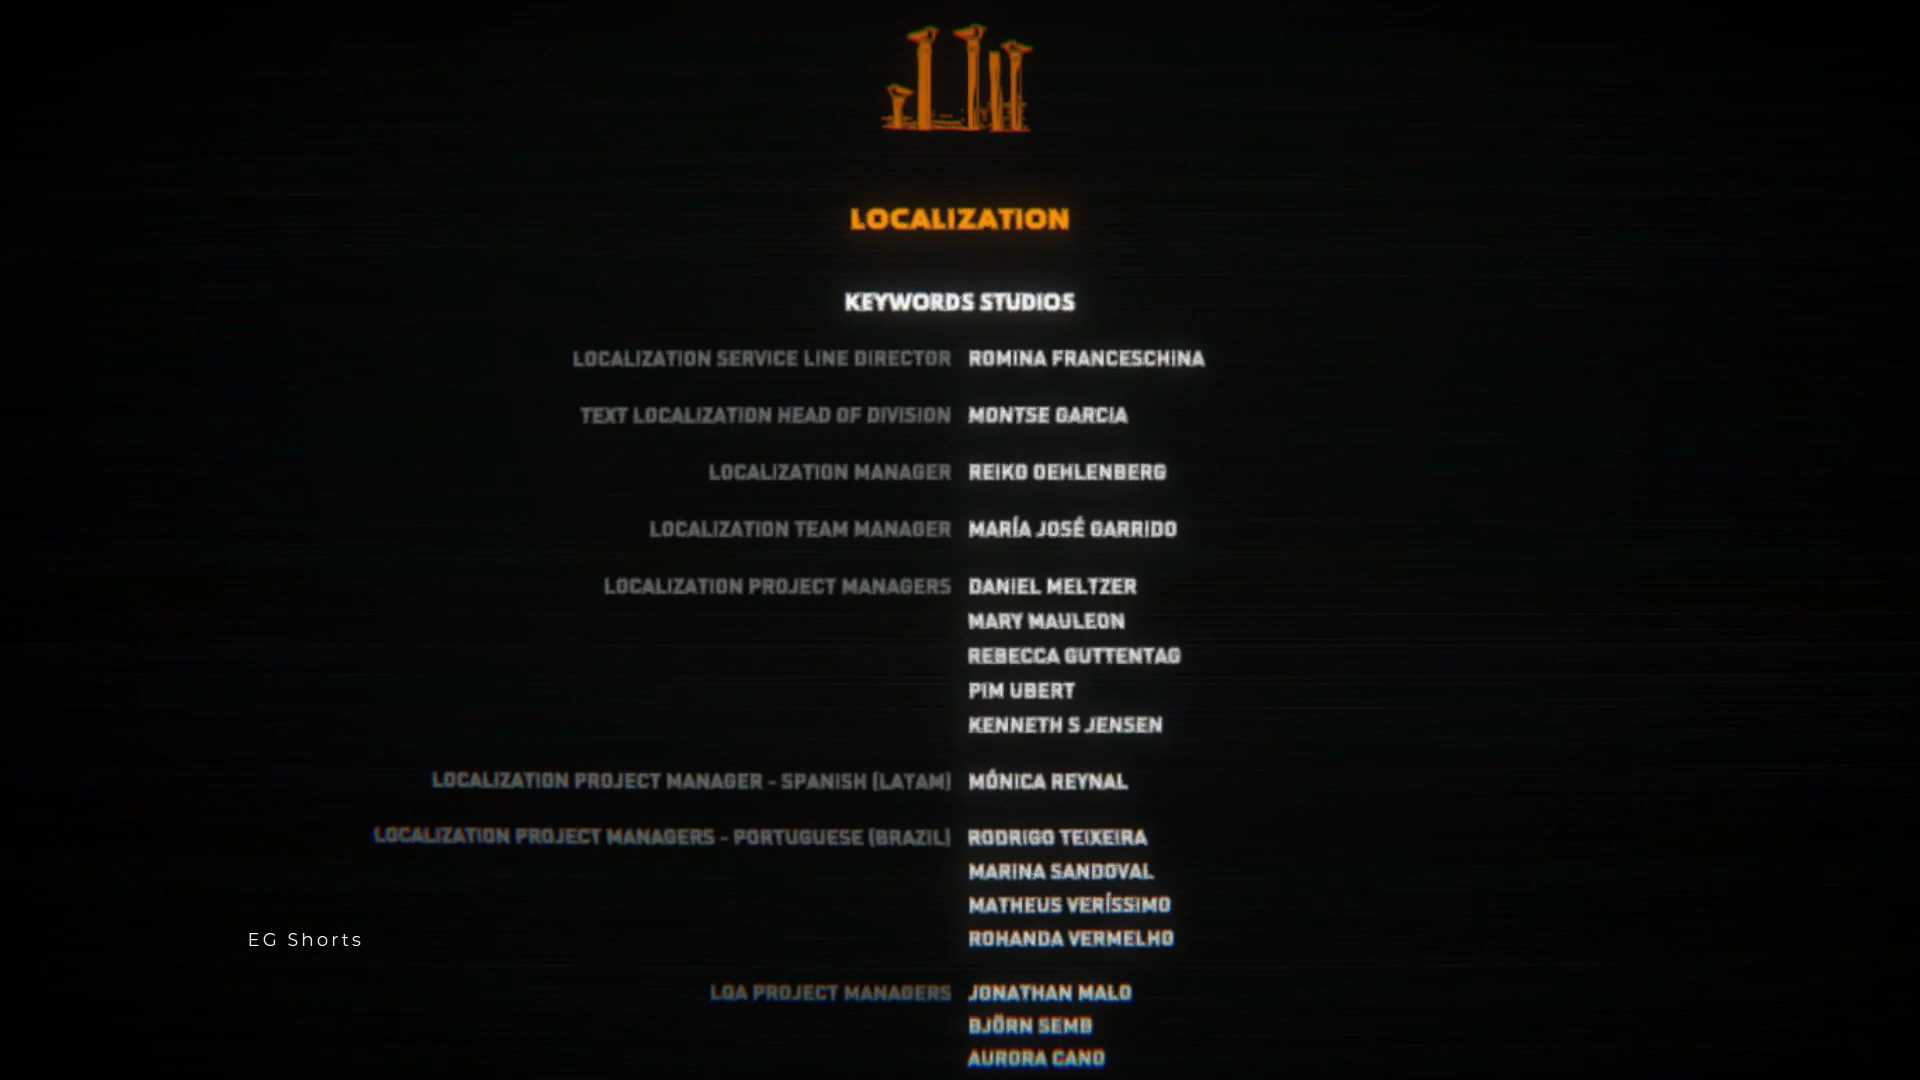 LOCALIZATION
KEYWORDS STUDIOS
LOCALIZATION SERVICE LINE DIRECTOR ROMINA FRANCESCHINA
TEXT LOCALIZATION HEAD OF DIVISION MONTSE GARCIA
LOCALIZATION MANAGER REIKO OEHLENBERG
LOCALIZATION TEAM MANAGER MARÍA JOSÉ GARRIDO
LOCALIZATION PROJECT MANAGERS DANIEL MELTZER
MARY MAULEON
REBECCA GUTTENTAG
PIM UBERT
KENNETH S JENSEN
LOCALIZATION PROJECT MANAGER - SPANISH (LATAM) MÓNICA REYNAL
LOCALIZATION PROJECT MANAGERS - PORTUGUESE (BRAZIL) RODRIGO TEIXEIRA
MARINA SANDOVAL
MATHEUS VERÍSSIMO
ROHANDA VERMELHO
EG Shorts
LQA PROJECT MANAGERS JONATHAN MALO
BJÖRN SEMB
AURORA CANO